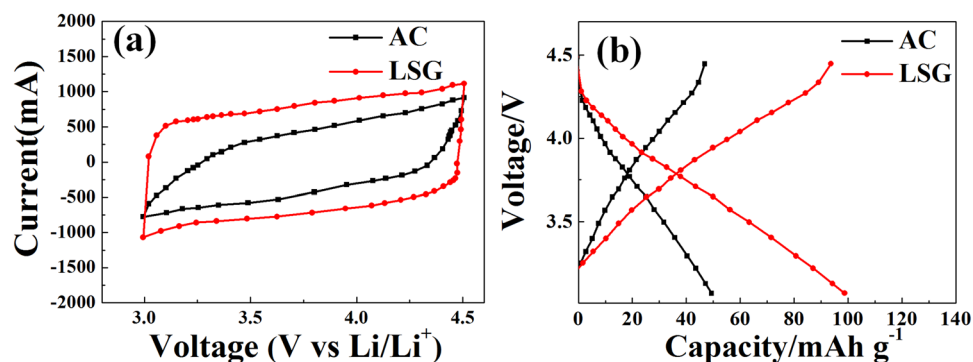 (a)
AC
LSG
2000
1500
1000
500
0
-500
-1000
-1500
-2000
Current(mA)
3.0
3.5
4.0
4.5
Voltage (V vs Li/Li⁺)
(b)
AC
LSG
4.5
4.0
3.5
Voltage/V
0
20
40
60
80
100
120
140
Capacity/mAh g⁻¹